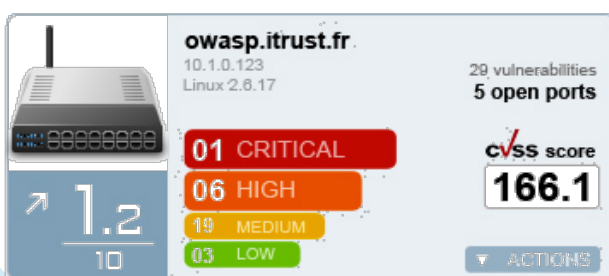 owasp.itrust.fr
10.1.0.123
Linux 2.6.17
29 vulnerabilities
5 open ports
01 CRITICAL
06 HIGH
19 MEDIUM
03 LOW
cvss score
166.1
1.2
10
ACTIONS